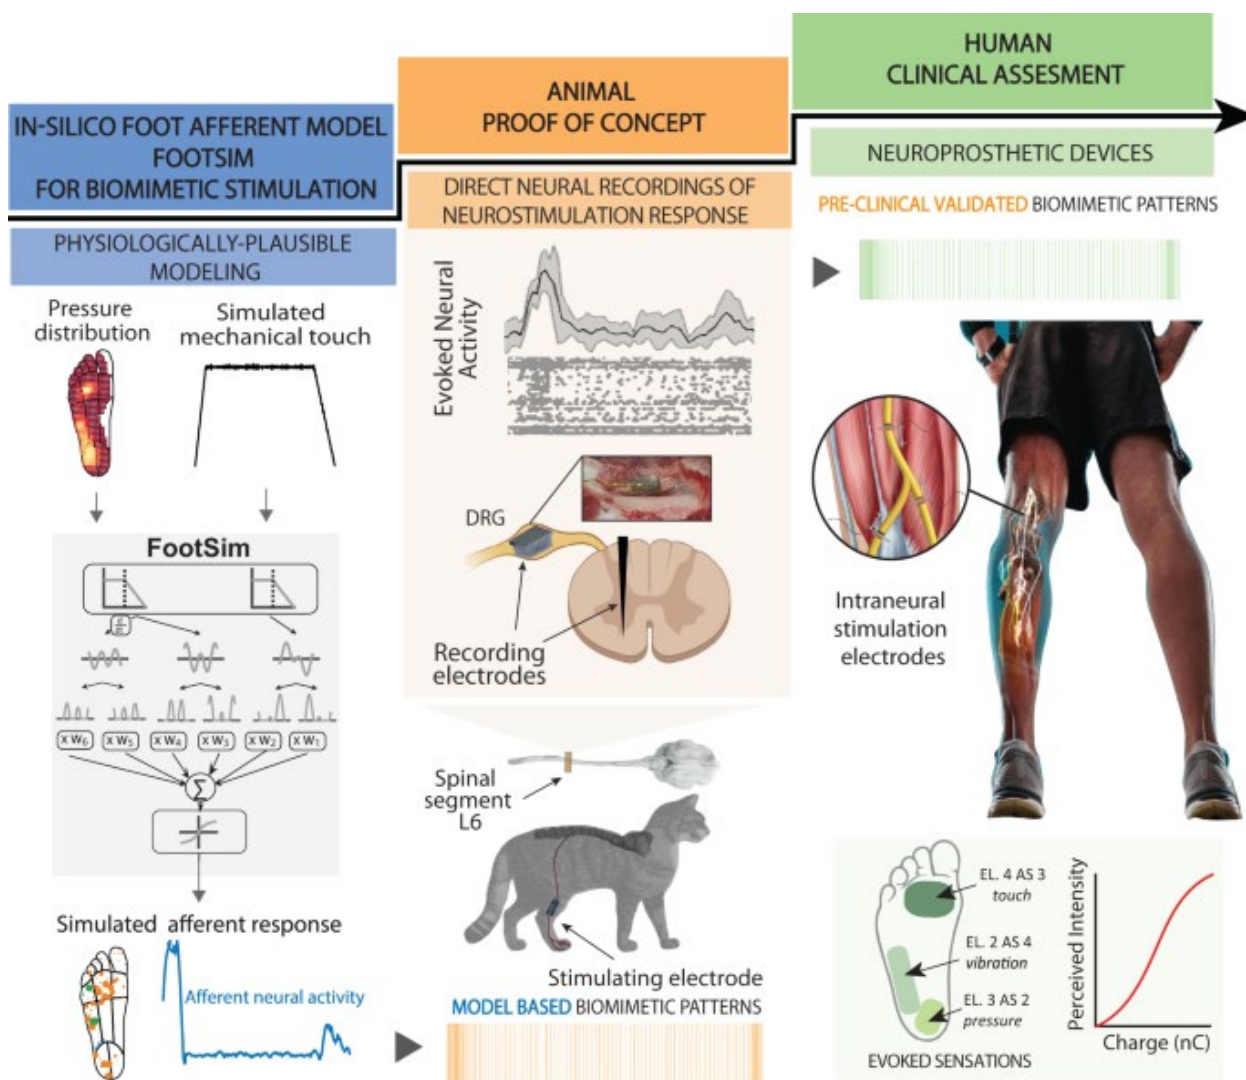 IN-SILICO FOOT AFFERENT MODEL
FOOTSIM
FOR BIOMIMETIC STIMULATION
PHYSIOLOGICALLY-PLAUSIBLE
MODELING
Pressure
distribution
Simulated
mechanical touch
FootSim
d/dt
x W6
x W5
x W4
x W3
x W2
x W1
Σ
Simulated afferent response
Afferent neural activity
ANIMAL
PROOF OF CONCEPT
DIRECT NEURAL RECORDINGS OF
NEUROSTIMULATION RESPONSE
Evoked Neural
Activity
DRG
Recording
electrodes
Spinal
segment
L6
Stimulating electrode
MODEL BASED BIOMIMETIC PATTERNS
HUMAN
CLINICAL ASSESMENT
NEUROPROSTHETIC DEVICES
PRE-CLINICAL VALIDATED BIOMIMETIC PATTERNS
Intraneural
stimulation
electrodes
EL. 4 AS 3
touch
EL. 2 AS 4
vibration
EL. 3 AS 2
pressure
EVOKED SENSATIONS
Perceived Intensity
Charge (nC)